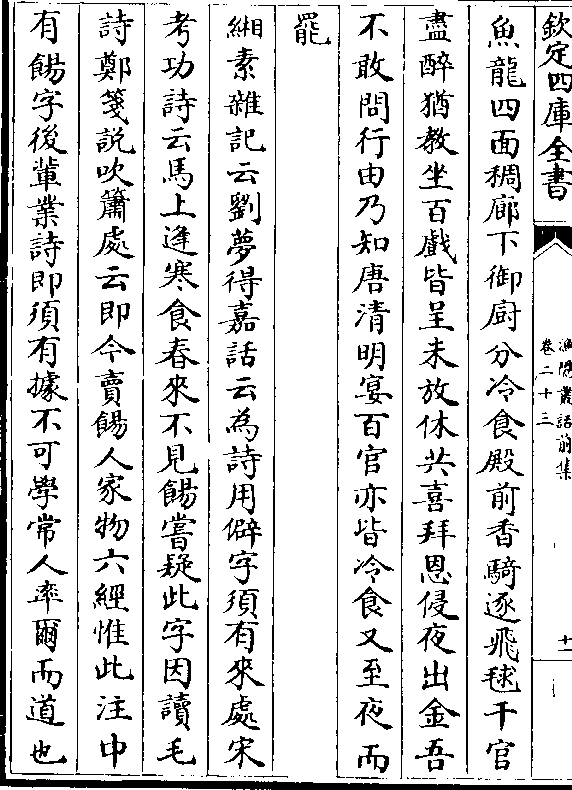 欽定四庫全書
漁隱叢話前集
卷二十三
十一
魚龍四面稠廊下御厨分冷食殿前香騎逐飛毬千官
盡醉猶教坐百戲皆呈未放休共喜拜恩侵夜出金吾
不敢問行由乃知唐清明宴百官亦皆冷食又至夜而
罷
緗素雜記云劉夢得嘉話云為詩用僻字須有來處宋
考功詩云馬上逢寒食春來不見餳嘗疑此字因讀毛
詩鄭箋說吹簫處云即今賣餳人家物六經惟此注中
有餳字後輩業詩即須有據不可學常人率爾而道也